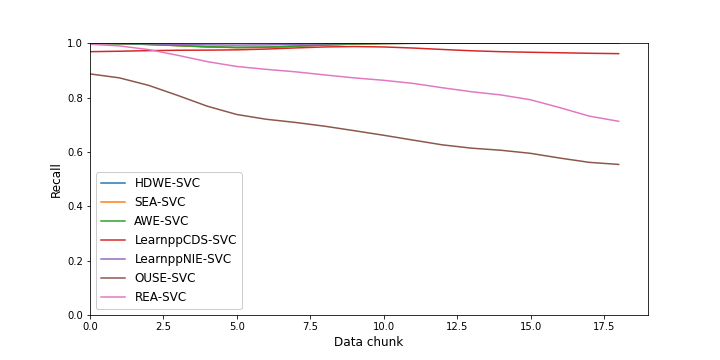 1.0
0.8
0.6
0.4
0.2
0.0
Recall
HDWE-SVC
SEA-SVC
AWE-SVC
LearnppCDS-SVC
LearnppNIE-SVC
OUSE-SVC
REA-SVC
0.0 2.5 5.0 7.5 10.0 12.5 15.0 17.5
Data chunk